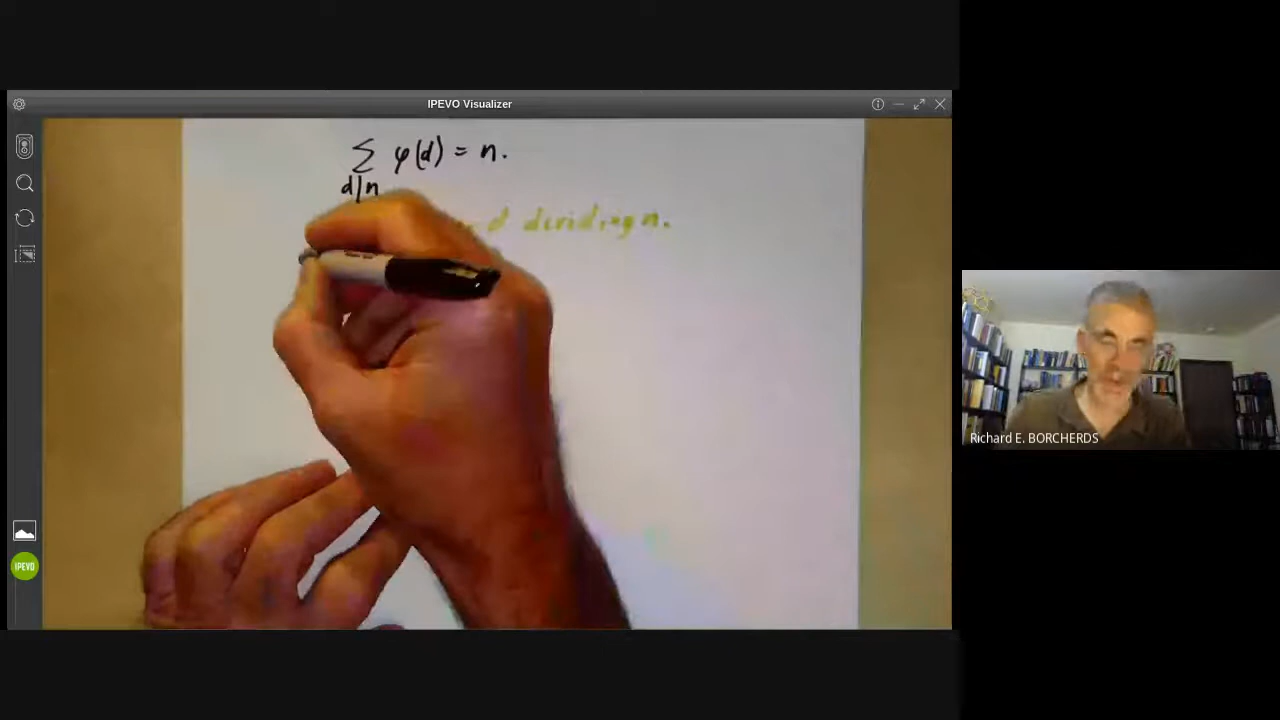 IPEVO Visualizer
∑ φ(d) = n.
d|n
d dividing n.
IPEVO
Richard E. BORCHERDS